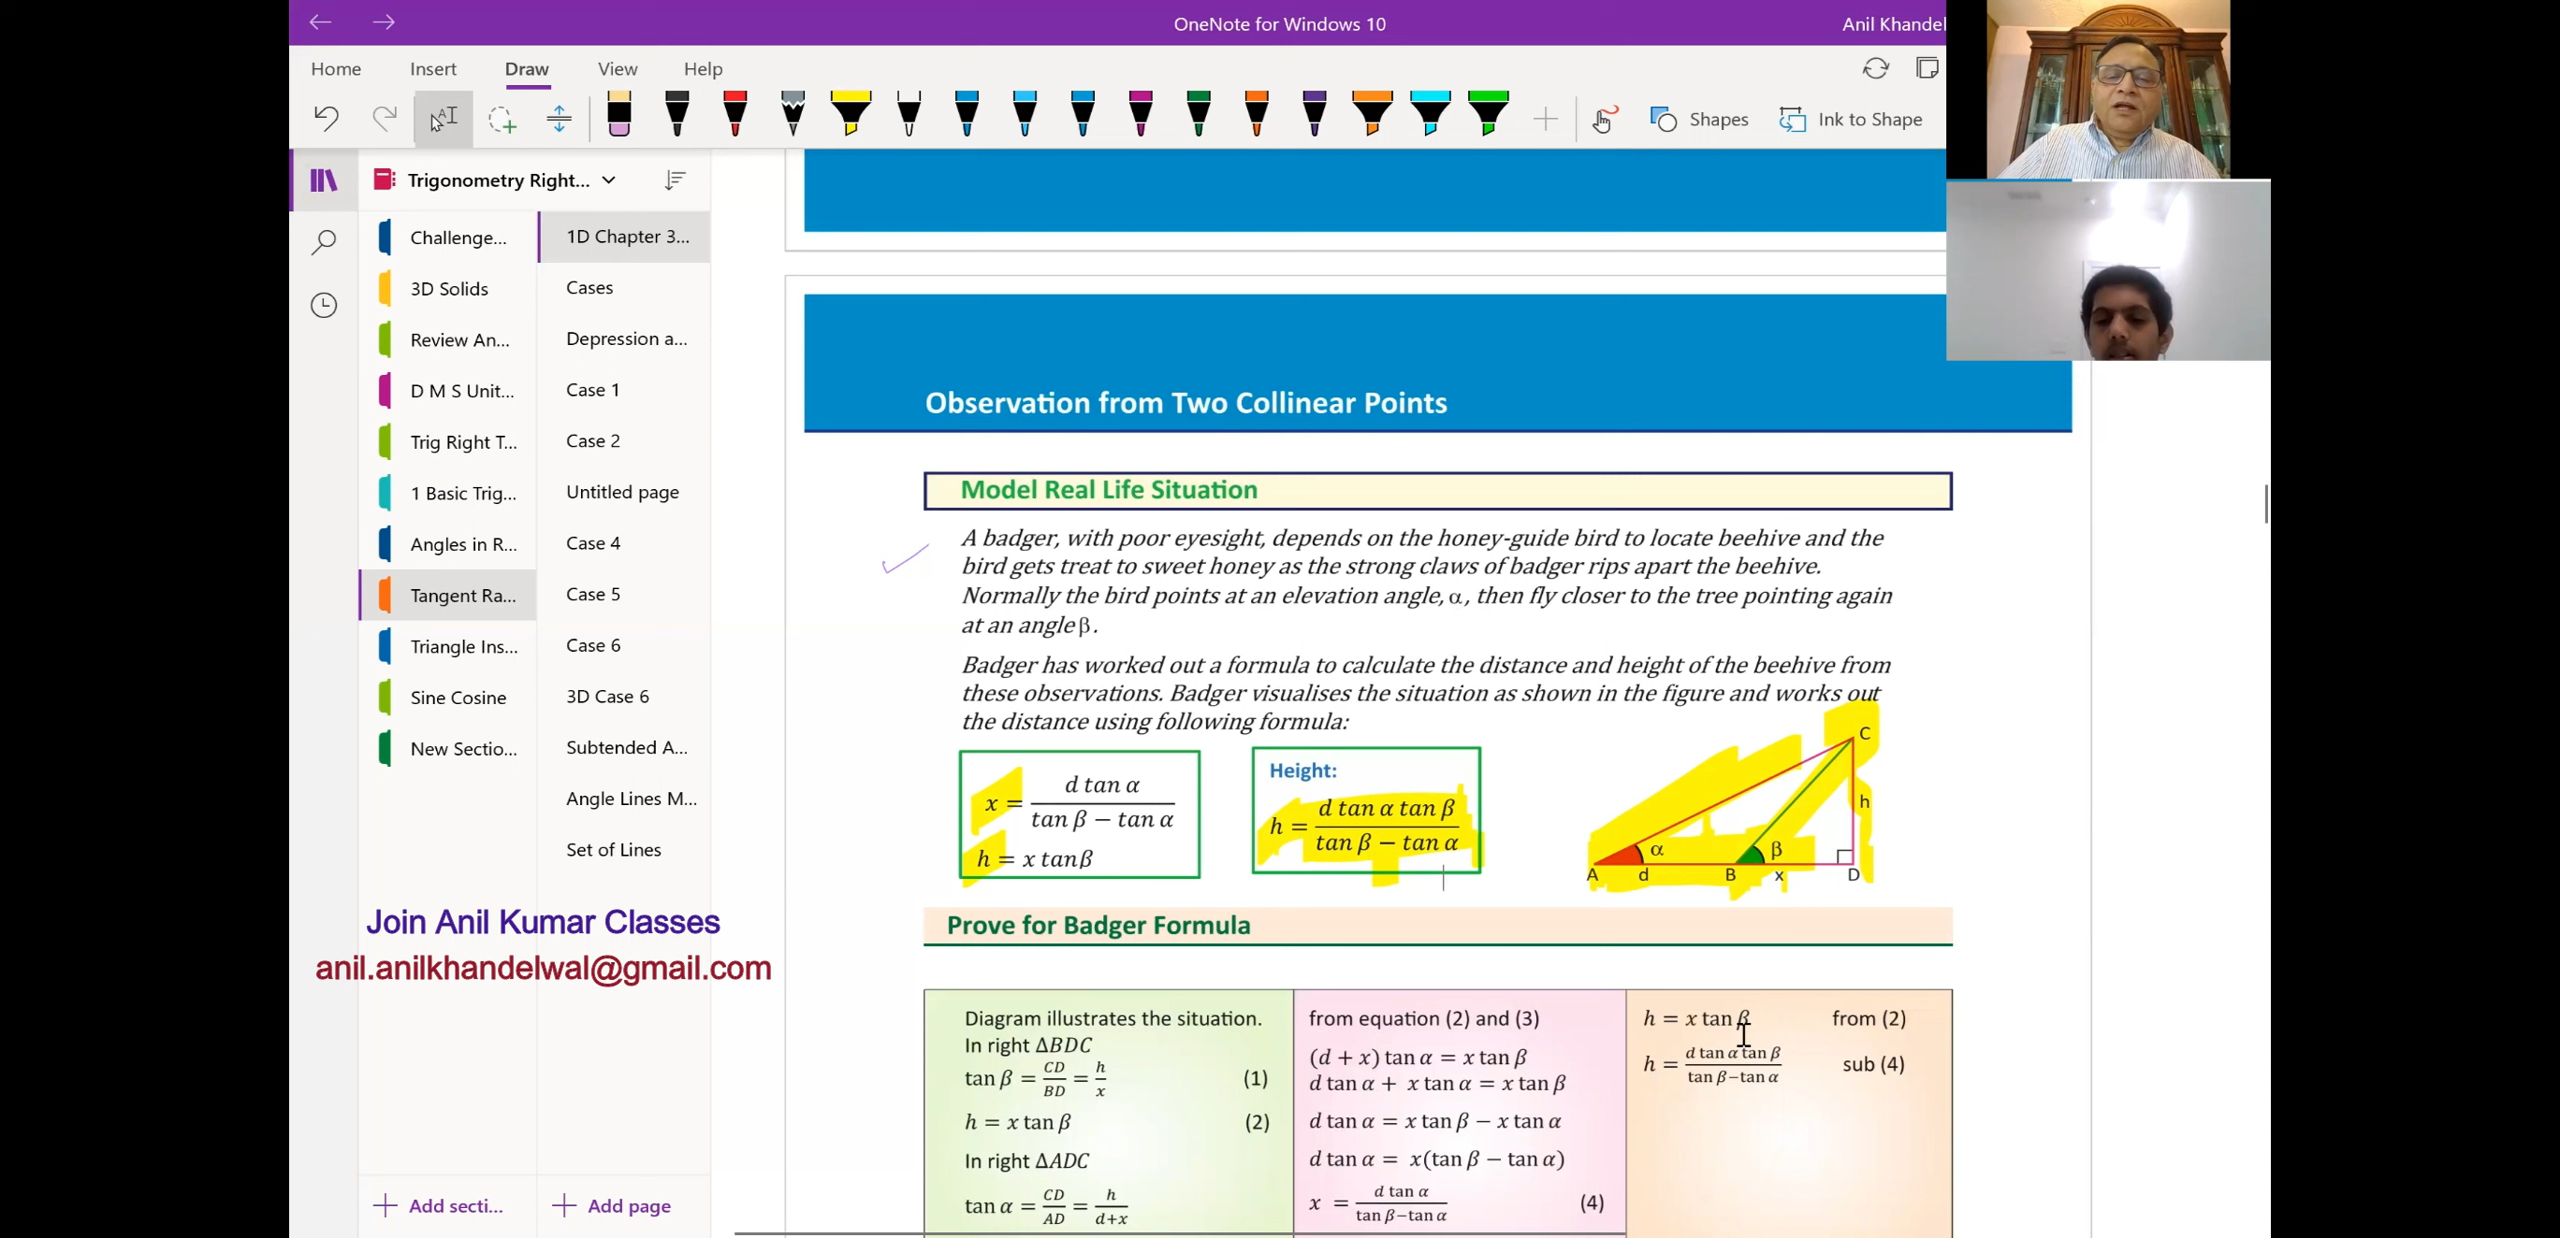 OneNote for Windows 10
Anil Khandel
Home Insert Draw View Help
Shapes Ink to Shape
Trigonometry Right...
Challenge...
3D Solids
Review An...
D M S Unit...
Trig Right T...
1 Basic Trig...
Angles in R...
Tangent Ra...
Triangle Ins...
Sine Cosine
New Sectio...
Add secti...
1D Chapter 3...
Cases
Depression a...
Case 1
Case 2
Untitled page
Case 4
Case 5
Case 6
3D Case 6
Subtended A...
Angle Lines M...
Set of Lines
Add page
Join Anil Kumar Classes
anil.anilkhandelwal@gmail.com
Observation from Two Collinear Points
Model Real Life Situation
A badger, with poor eyesight, depends on the honey-guide bird to locate beehive and the
bird gets treat to sweet honey as the strong claws of badger rips apart the beehive.
Normally the bird points at an elevation angle, α, then fly closer to the tree pointing again
at an angle β.
Badger has worked out a formula to calculate the distance and height of the beehive from
these observations. Badger visualises the situation as shown in the figure and works out
the distance using following formula:
x = d tan α / tan β − tan α
h = x tanβ
Height:
h = d tan α tan β / tan β − tan α
C
h
α β
A d B x D
Prove for Badger Formula
Diagram illustrates the situation.
In right ΔBDC
tan β = CD/BD = h/x (1)
h = x tan β (2)
In right ΔADC
tan α = CD/AD = h/d+x
from equation (2) and (3)
(d + x) tan α = x tan β
d tan α + x tan α = x tan β
d tan α = x tan β − x tan α
d tan α = x(tan β − tan α)
x = d tan α / tan β−tan α (4)
h = x tan β from (2)
h = d tan α tan β / tan β−tan α sub (4)